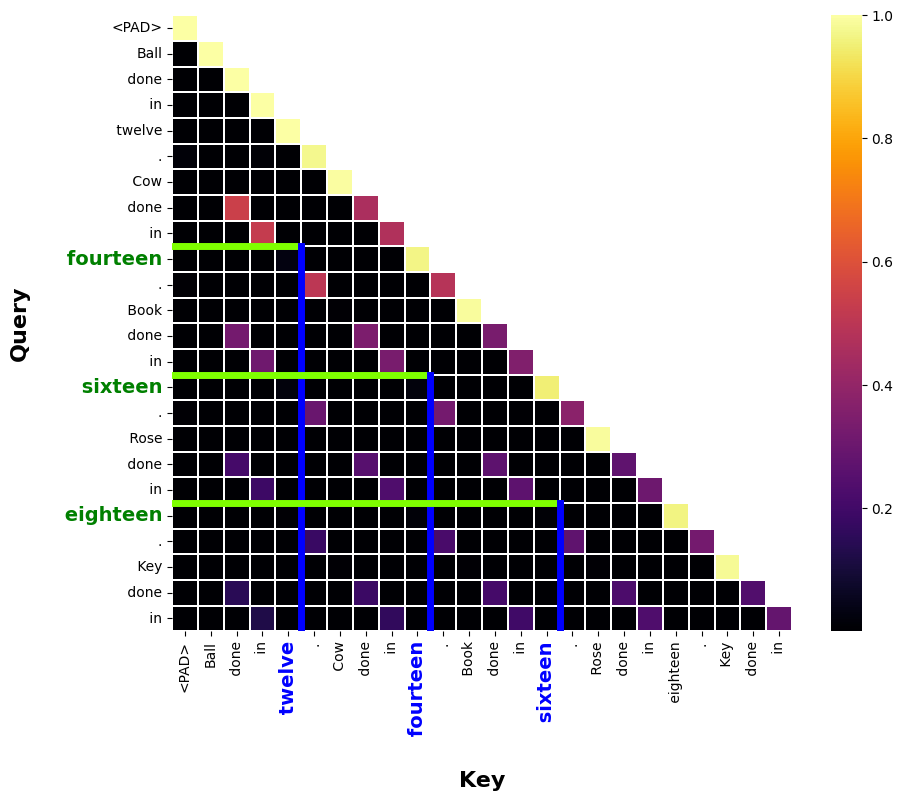 <PAD>
Ball
done
in
twelve
.
Cow
done
in
fourteen
.
Book
done
in
sixteen
.
Rose
done
in
eighteen
.
Key
done
in
Query
<PAD>
Ball
done
in
twelve
.
Cow
done
in
fourteen
.
Book
done
in
sixteen
.
Rose
done
in
eighteen
.
Key
done
in
Key
1.0
0.8
0.6
0.4
0.2